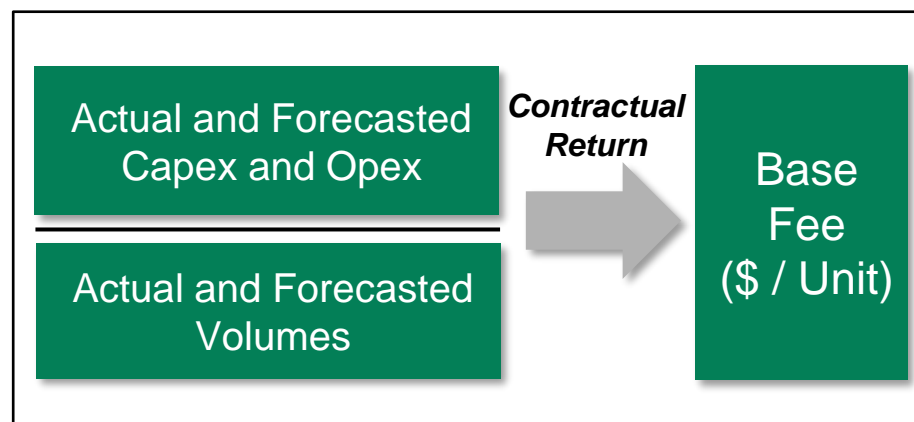 Actual and Forecasted
Capex and Opex
Contractual
Return
Base
Fee
($ / Unit)
Actual and Forecasted
Volumes